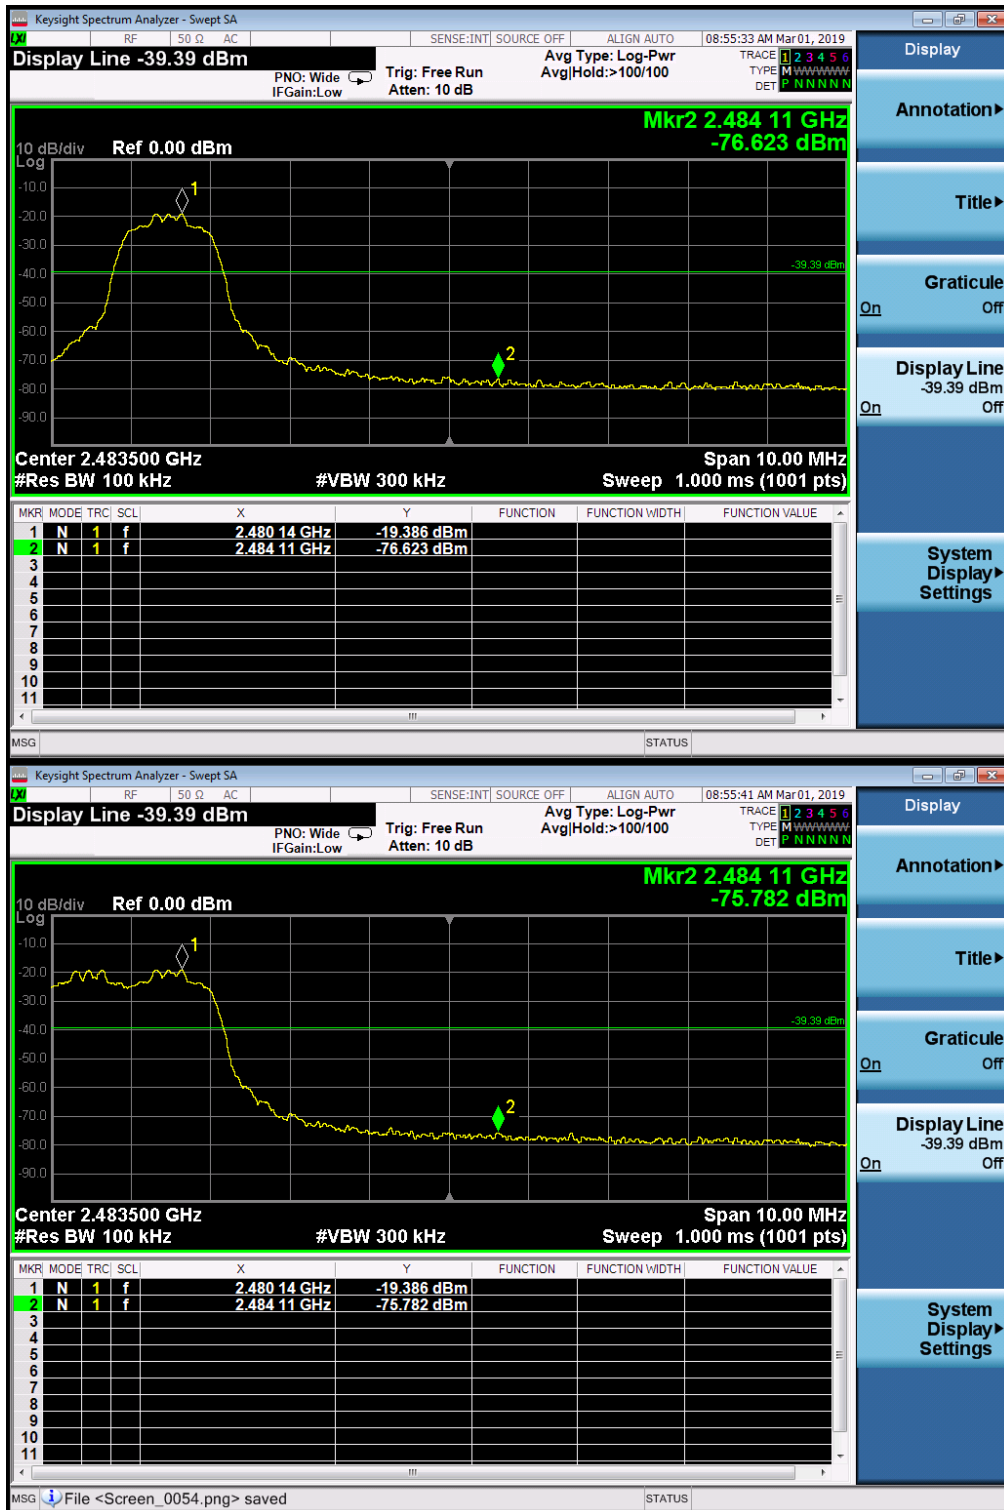 Keysight Spectrum Analyzer - Swept SA
LXI RF 50 Ω AC SENSE:INT SOURCE OFF ALIGN AUTO 08:55:33 AM Mar 01, 2019
Display Line -39.39 dBm
PNO: Wide
IFGain:Low
Trig: Free Run
Atten: 10 dB
Avg Type: Log-Pwr
Avg|Hold:>100/100
TRACE 1 2 3 4 5 6
TYPE M WWWWW
DET P N N N N N
Mkr2 2.484 11 GHz
-76.623 dBm
10 dB/div Ref 0.00 dBm
Log
-10.0
-20.0
-30.0
-40.0
-50.0
-60.0
-70.0
-80.0
-90.0
1
-39.39 dBm
2
Center 2.483500 GHz Span 10.00 MHz
#Res BW 100 kHz #VBW 300 kHz Sweep 1.000 ms (1001 pts)
MKR MODE TRC SCL X Y FUNCTION FUNCTION WIDTH FUNCTION VALUE
1 N 1 f 2.480 14 GHz -19.386 dBm
2 N 1 f 2.484 11 GHz -76.623 dBm
3
4
5
6
7
8
9
10
11
MSG STATUS
Display
Annotation
Title
Graticule
On Off
Display Line
-39.39 dBm
On Off
System
Display
Settings
Keysight Spectrum Analyzer - Swept SA
LXI RF 50 Ω AC SENSE:INT SOURCE OFF ALIGN AUTO 08:55:41 AM Mar 01, 2019
Display Line -39.39 dBm
PNO: Wide
IFGain:Low
Trig: Free Run
Atten: 10 dB
Avg Type: Log-Pwr
Avg|Hold:>100/100
TRACE 1 2 3 4 5 6
TYPE M WWWWW
DET P N N N N N
Mkr2 2.484 11 GHz
-75.782 dBm
10 dB/div Ref 0.00 dBm
Log
-10.0
-20.0
-30.0
-40.0
-50.0
-60.0
-70.0
-80.0
-90.0
1
-39.39 dBm
2
Center 2.483500 GHz Span 10.00 MHz
#Res BW 100 kHz #VBW 300 kHz Sweep 1.000 ms (1001 pts)
MKR MODE TRC SCL X Y FUNCTION FUNCTION WIDTH FUNCTION VALUE
1 N 1 f 2.480 14 GHz -19.386 dBm
2 N 1 f 2.484 11 GHz -75.782 dBm
3
4
5
6
7
8
9
10
11
MSG File <Screen_0054.png> saved STATUS
Display
Annotation
Title
Graticule
On Off
Display Line
-39.39 dBm
On Off
System
Display
Settings